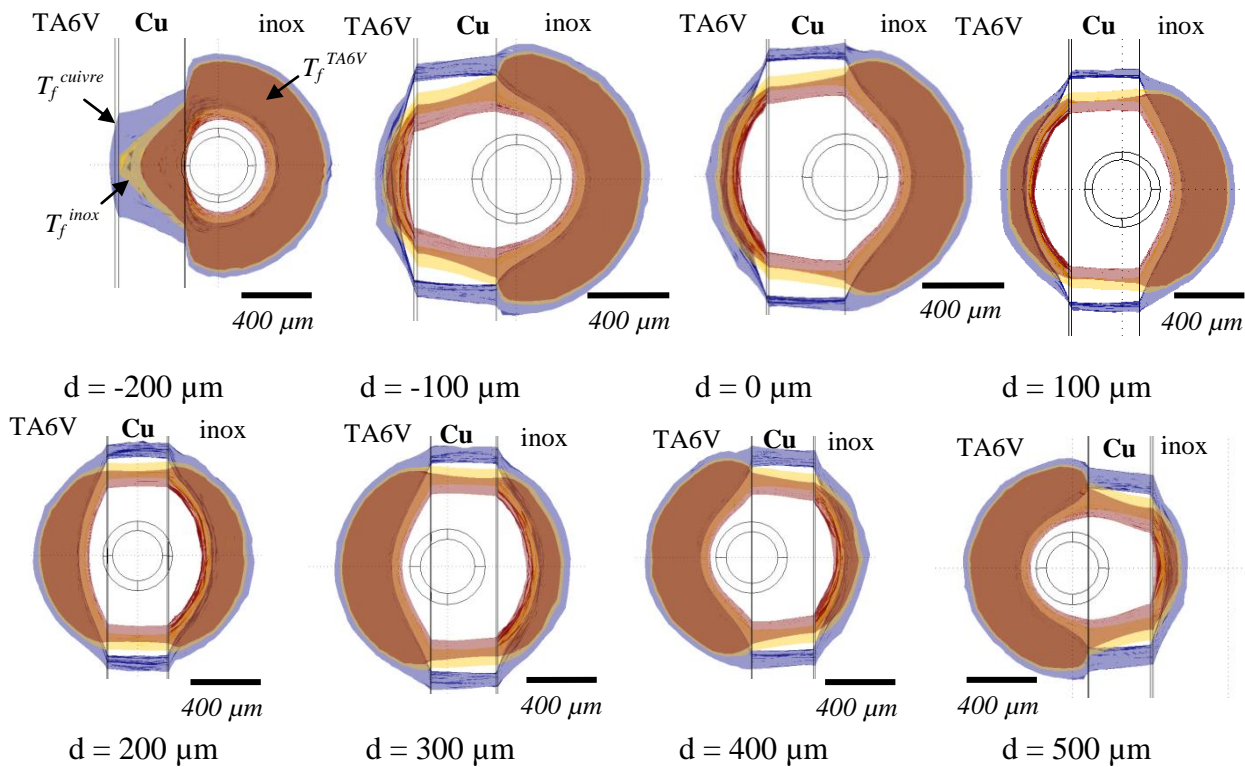 TA6V Cu inox TA6V Cu inox TA6V Cu inox TA6V Cu inox
T_f^cuivre T_f^TA6V
T_f^inox
400 µm 400 µm 400 µm 400 µm
d = -200 µm d = -100 µm d = 0 µm d = 100 µm
TA6V Cu inox TA6V Cu inox TA6V Cu inox TA6V Cu inox
400 µm 400 µm 400 µm 400 µm
d = 200 µm d = 300 µm d = 400 µm d = 500 µm